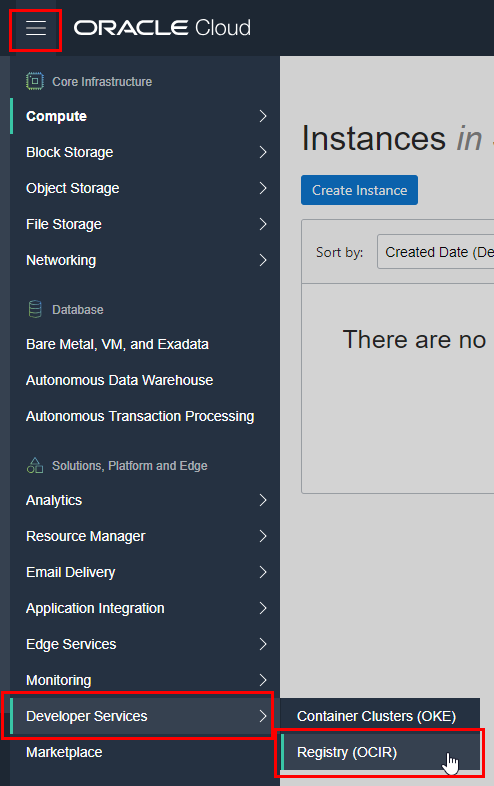 ORACLE Cloud
Core Infrastructure
Compute
Block Storage
Object Storage
File Storage
Networking
Database
Bare Metal, VM, and Exadata
Autonomous Data Warehouse
Autonomous Transaction Processing
Solutions, Platform and Edge
Analytics
Resource Manager
Email Delivery
Application Integration
Edge Services
Monitoring
Developer Services
Marketplace
Container Clusters (OKE)
Registry (OCIR)
Instances in
Create Instance
Sort by: Created Date (De
There are no